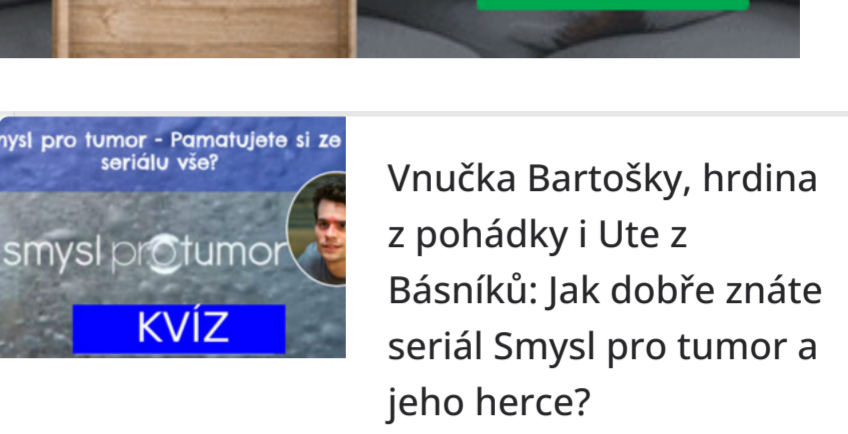 mysl pro tumor - Pamatujete si ze
seriálu vše?
smysl protumor
KVÍZ
Vnučka Bartošky, hrdina
z pohádky i Ute z
Básníků: Jak dobře znáte
seriál Smysl pro tumor a
jeho herce?